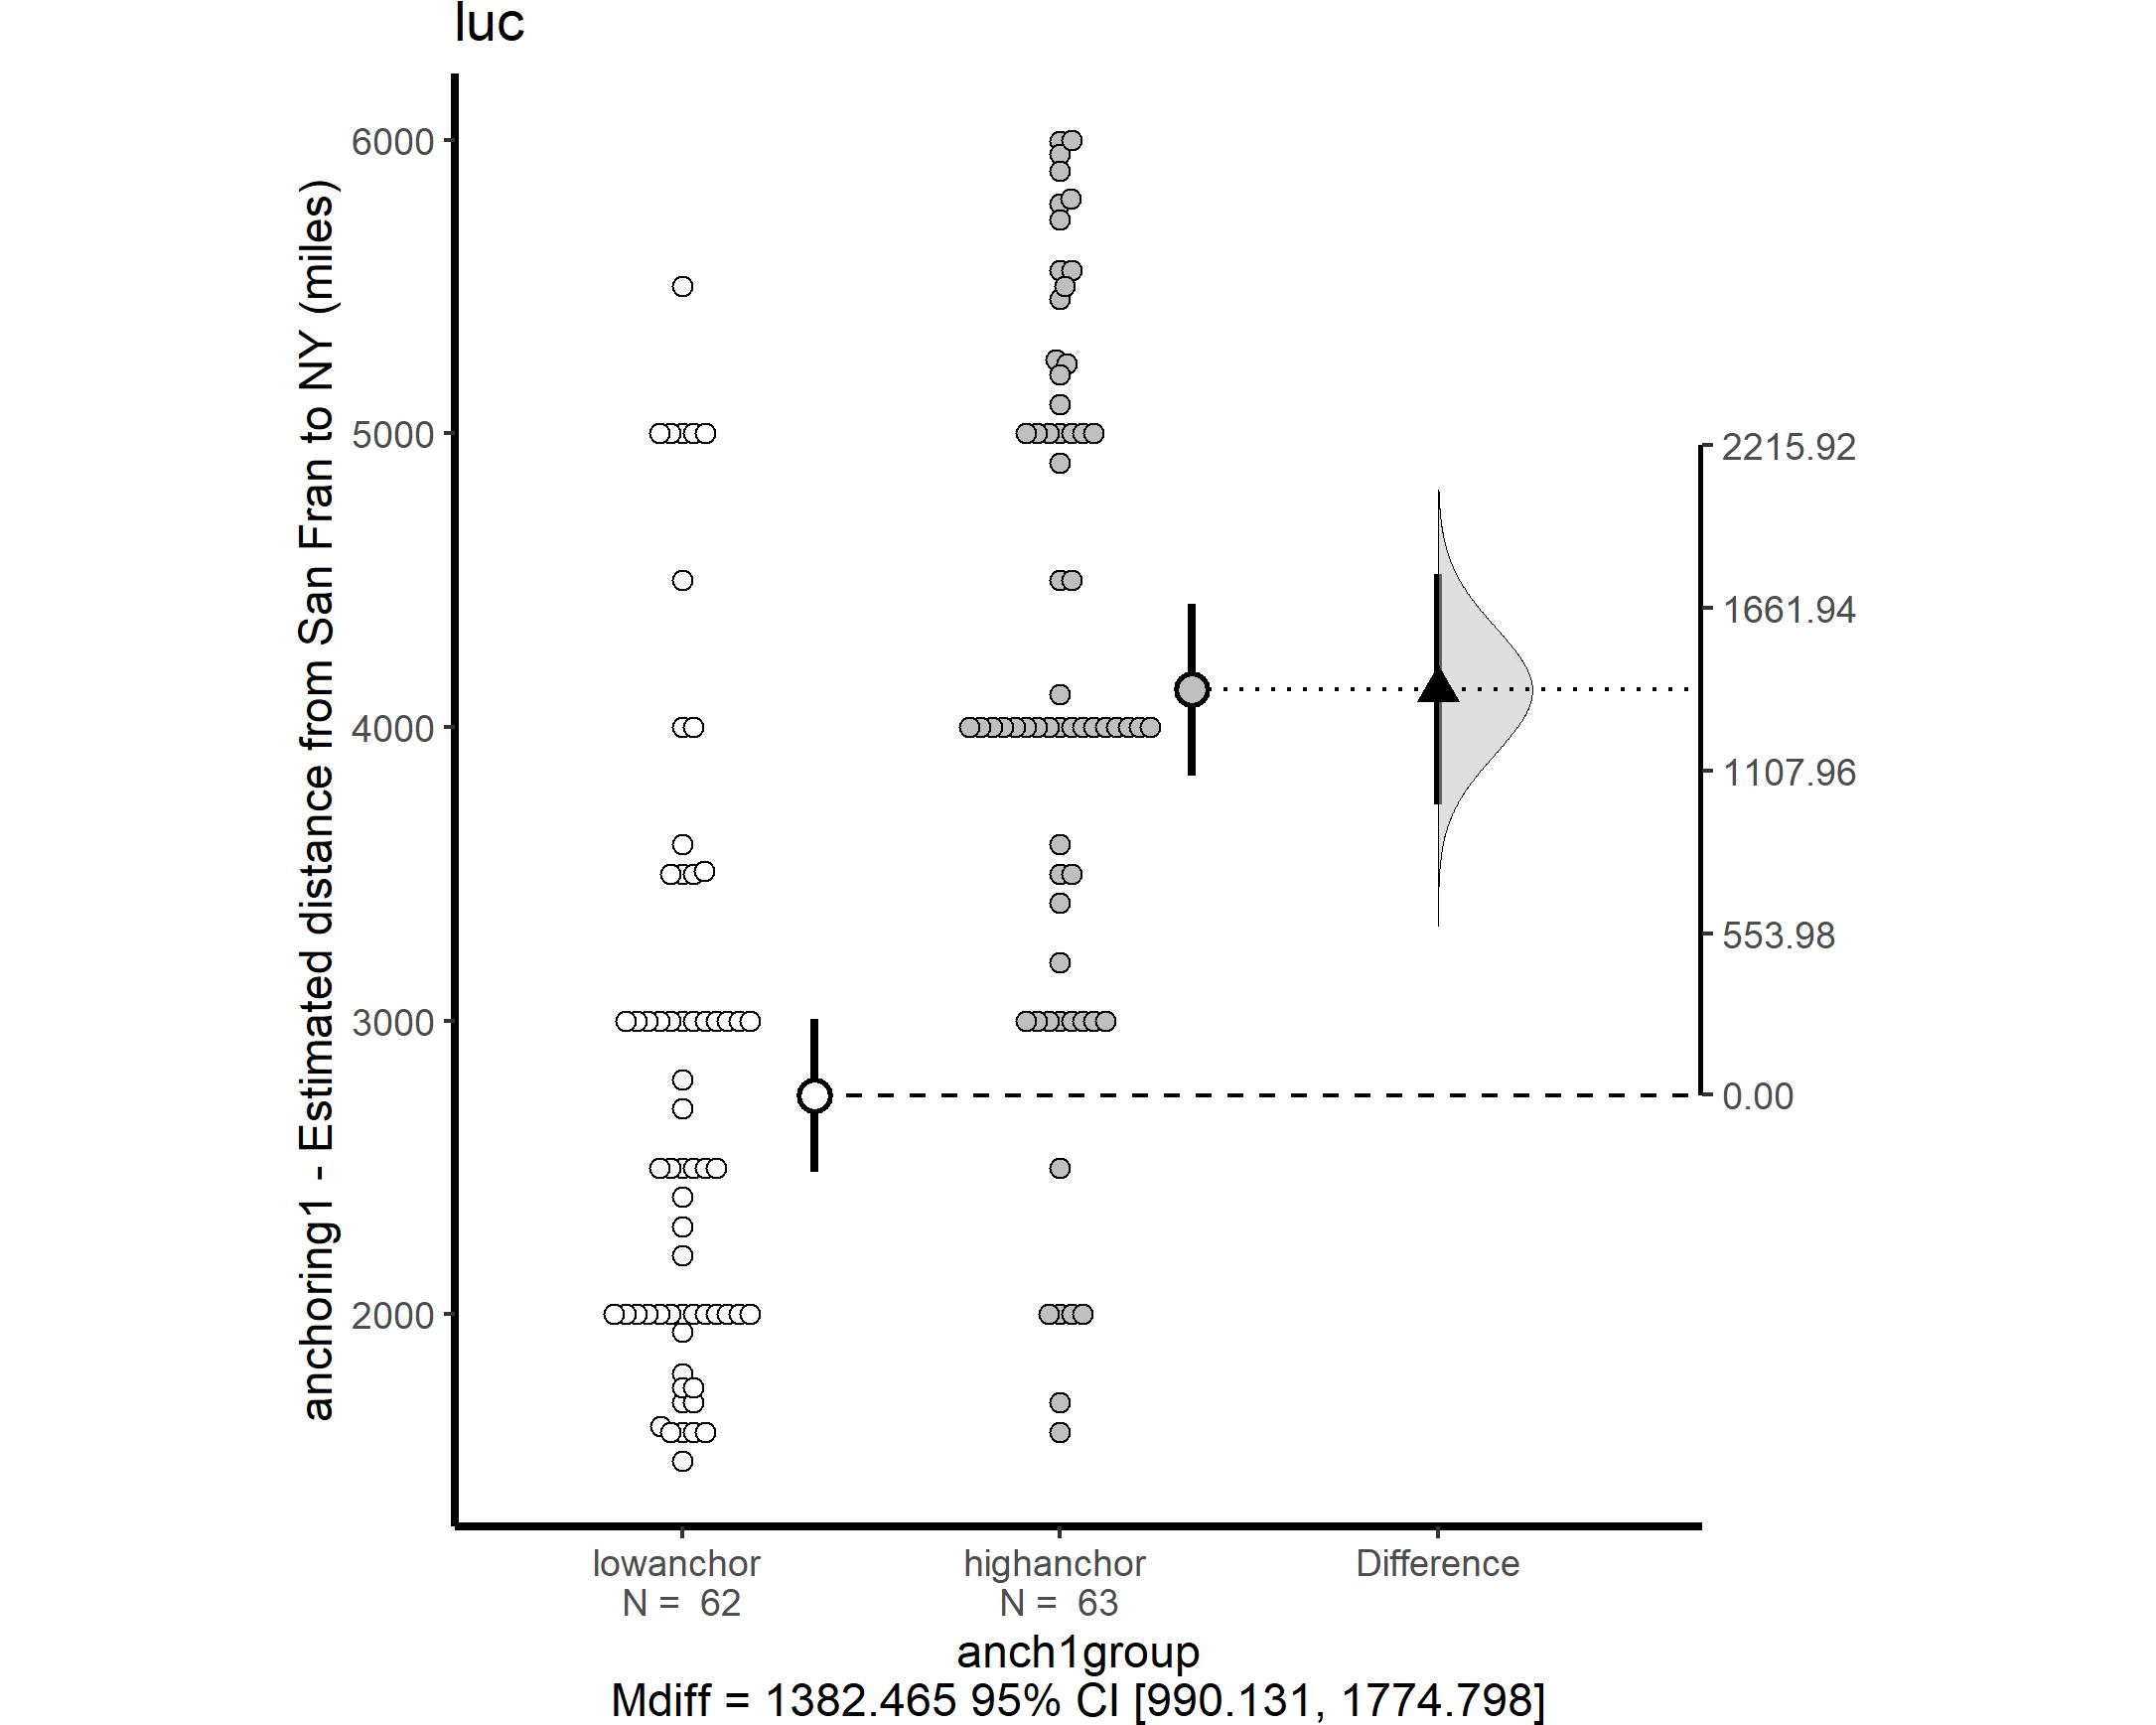 luc
anchoring1 - Estimated distance from San Fran to NY (miles)
6000
5000
4000
3000
2000
2215.92
1661.94
1107.96
553.98
0.00
lowanchor
N =  62
highanchor
N =  63
Difference
anch1group
Mdiff = 1382.465 95% CI [990.131, 1774.798]